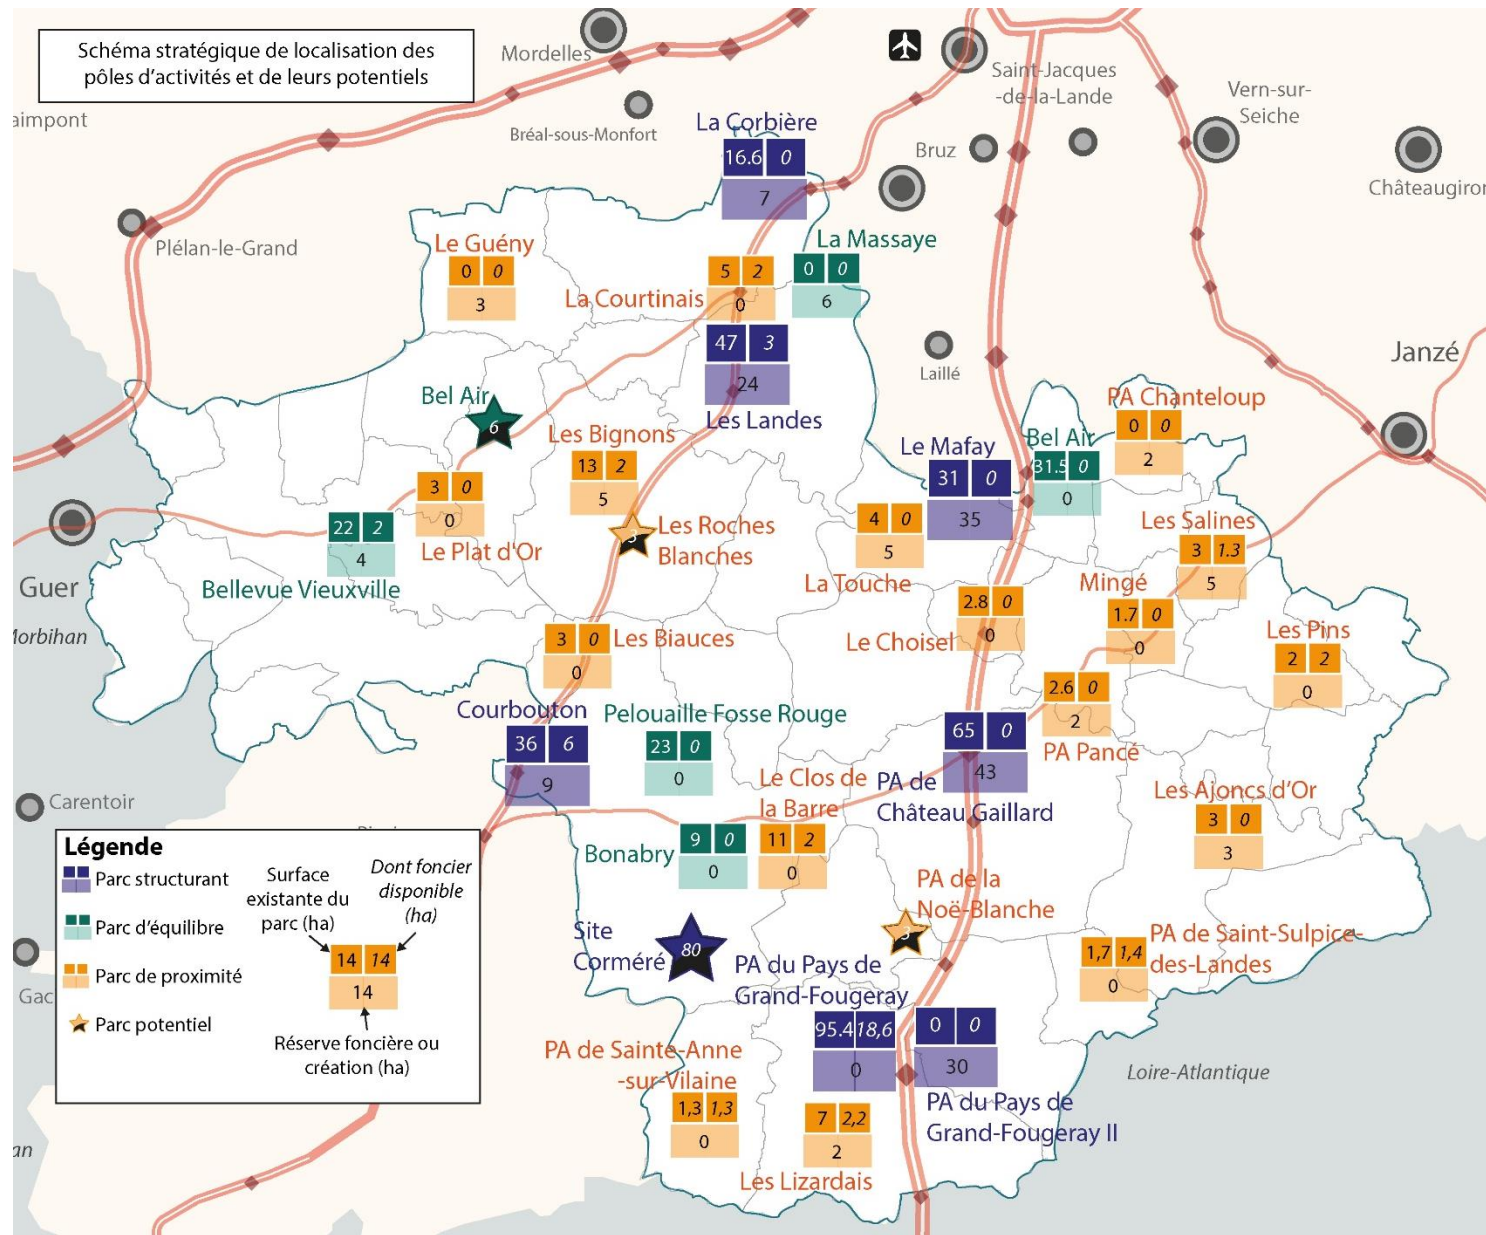 Schéma stratégique de localisation des
pôles d'activités et de leurs potentiels
Mordelles
Saint-Jacques
-de-la-Lande
Vern-sur-
Seiche
aimpont
Bréal-sous-Monfort
La Corbière
16.6 0
7
Bruz
Châteaugiror
Plélan-le-Grand
Le Guény
0 0
3
La Courtinais
5 2
0
La Massaye
0 0
6
47 3
24
Les Landes
Laillé
Janzé
Bel Air
6
Les Bignons
13 2
5
PA Chanteloup
0 0
2
Le Mafay
31 0
35
Bel Air
31.5 0
0
3 0
0
Le Plat d'Or
22 2
4
Bellevue Vieuxville
3
Les Roches
Blanches
4 0
5
La Touche
Les Salines
3 1.3
5
Guer
Morbihan
Mingé
1.7 0
0
2.8 0
0
Le Choisel
Les Pins
2 2
0
3 0
0
Les Biauces
2.6 0
2
PA Pancé
Courbouton
36 6
9
Pelouaille Fosse Rouge
23 0
0
65 0
43
PA de
Château Gaillard
Le Clos de
la Barre
11 2
0
Les Ajoncs d'Or
3 0
3
Carentoir
Bonabry
9 0
0
PA de la
Noë-Blanche
3
Site
Corméré
80
PA de Saint-Sulpice-
des-Landes
1,7 1,4
0
PA du Pays de
Grand-Fougeray
95.4 18,6
0
0 0
30
PA du Pays de
Grand-Fougeray II
PA de Sainte-Anne
-sur-Vilaine
1,3 1,3
0
7 2,2
2
Les Lizardais
Loire-Atlantique
Gac
an
Légende
Parc structurant
Parc d'équilibre
Parc de proximité
Parc potentiel
Surface
existante du
parc (ha)
Dont foncier
disponible
(ha)
14 14
14
Réserve foncière ou
création (ha)